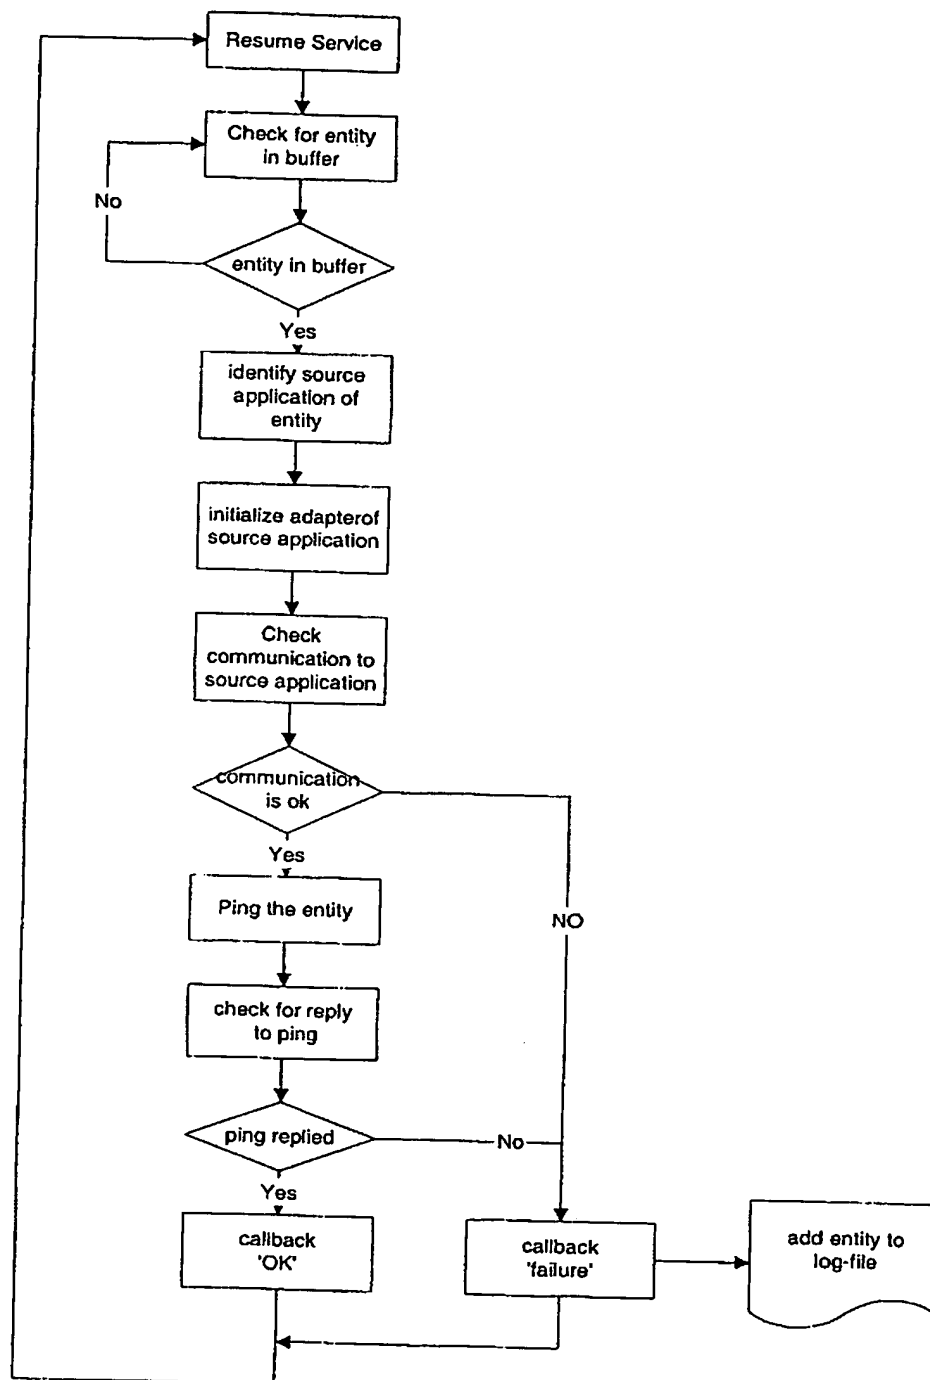 Resume Service
Check for entity
in buffer
No
entity in buffer
Yes
identify source
application of
entity
initialize adapterof
source application
Check
communication to
source application
communication
is ok
Yes
Ping the entity
NO
check for reply
to ping
ping replied
No
Yes
callback
'OK'
callback
'failure'
add entity to
log-file